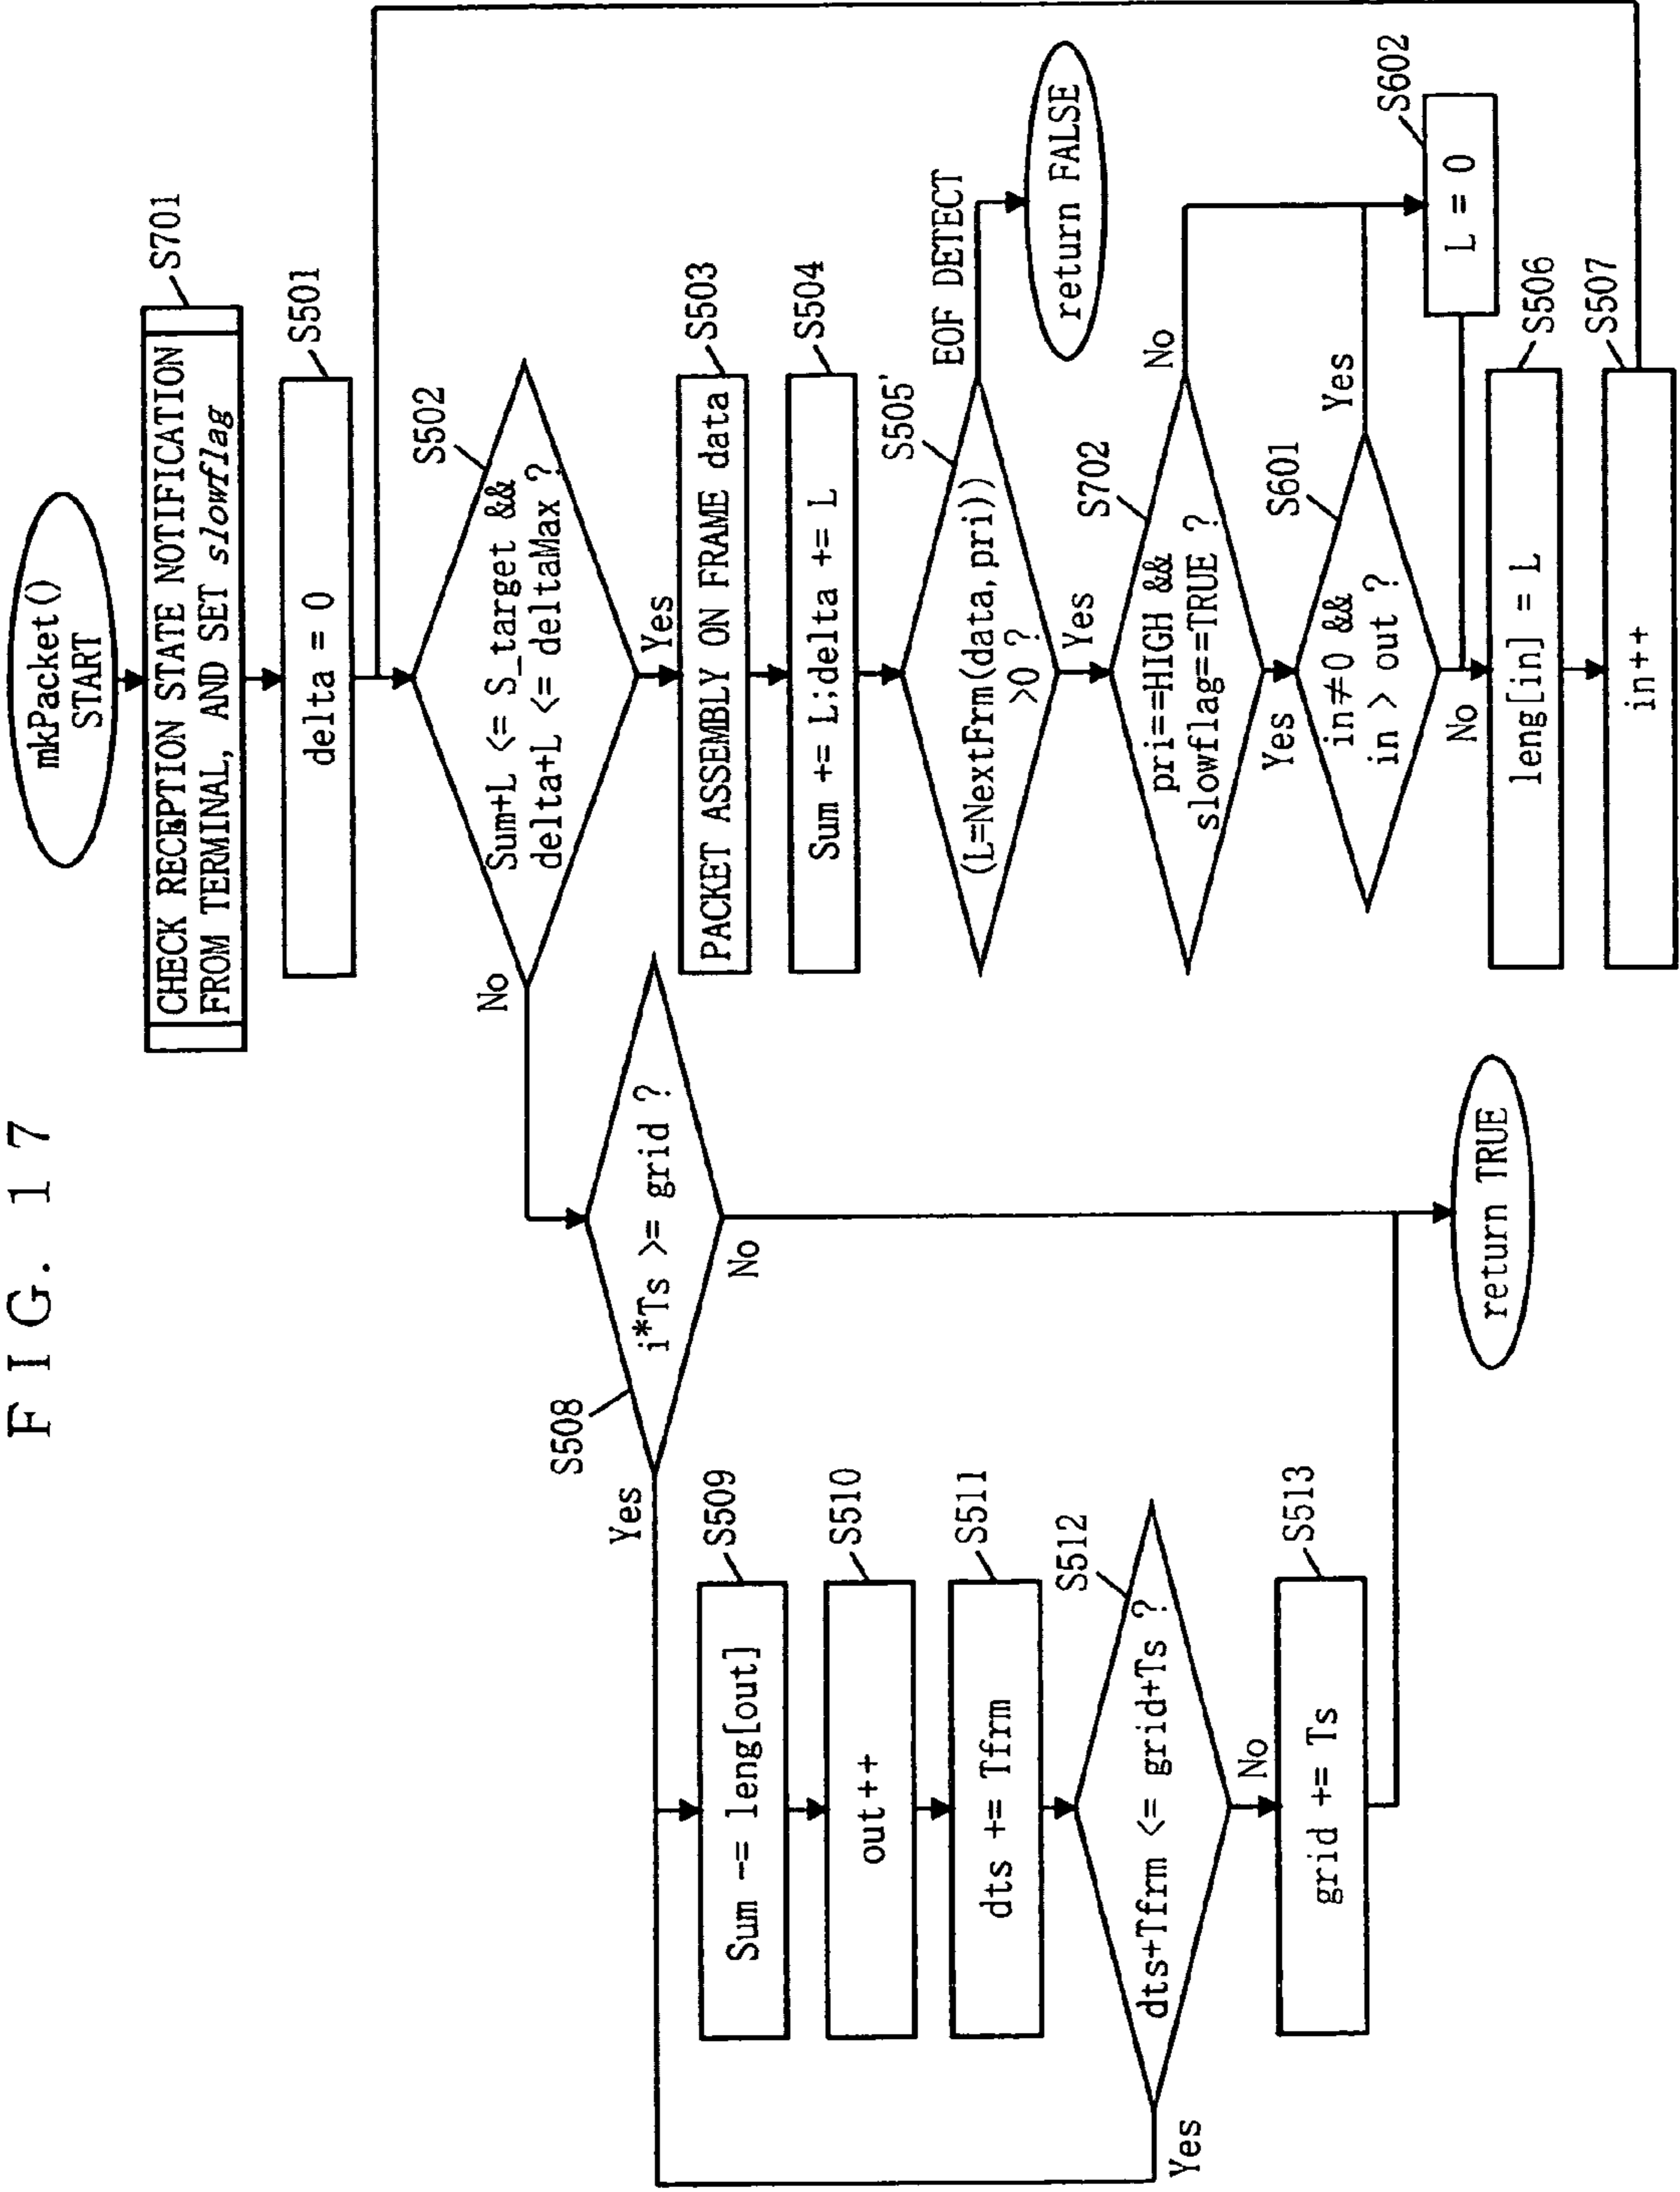 FIG. 17
mkPacket()
START
CHECK RECEPTION STATE NOTIFICATION
FROM TERMINAL, AND SET slowflag
S701
delta = 0
S501
Sum+L <= S_target &&
delta+L <= deltaMax ?
S502
No
Yes
PACKET ASSEMBLY ON FRAME data
S503
Sum += L;delta += L
S504
(L=NextFrm(data,pri))
>0 ?
S505'
EOF DETECT
return FALSE
Yes
pri==HIGH &&
slowflag==TRUE ?
S702
No
Yes
in≠0 &&
in > out ?
S601
Yes
No
L = 0
S602
leng[in] = L
S506
in++
S507
i*Ts >= grid ?
S508
Yes
No
Sum -= leng[out]
S509
out++
S510
dts += Tfrm
S511
dts+Tfrm <= grid+Ts ?
S512
Yes
No
grid += Ts
S513
return TRUE